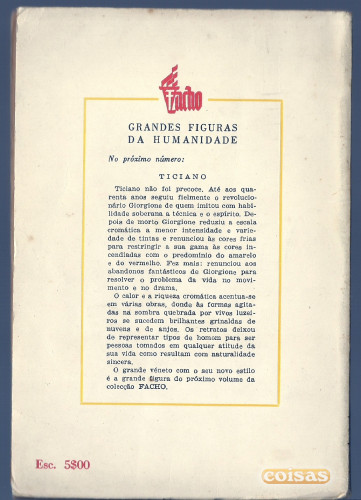 Facho
GRANDES FIGURAS
DA HUMANIDADE
No próximo número:
TICIANO
Ticiano não foi precoce. Até aos qua-
renta anos seguiu fielmente o revolucio-
nário Giorgione de quem imitou com habi-
lidade soberana a técnica e o espírito. De-
pois de morto Giorgione reduziu a escala
cromática a menor intensidade e varie-
dade de tintas e renunciou às cores frias
para restringir a sua gama às cores in-
cendiadas com o predomínio do amarelo
e do vermelho. Fez mais: renunciou aos
abandonos fantásticos de Giorgione para
resolver o problema da vida no movi-
mento e no drama.
O calor e a riqueza cromática acentua-se
em várias obras, donde às formas agita-
das na sombra quebrada por vivos luzei-
ros se sucedem brilhantes grinaldas de
nuvens e de anjos. Os retratos deixou
de representar tipos de homem para ser
pessoas tomados em qualquer atitude da
sua vida como resultam com naturalidade
sincera.
O grande véneto com o seu novo estilo
é a grande figura do próximo volume da
colecção FACHO.
Esc. 5$00
coisas